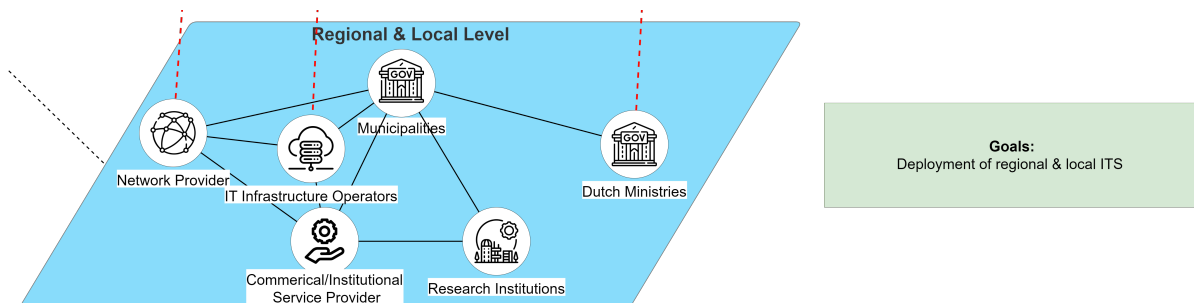 Regional & Local Level
GOV
Municipalities
GOV
Network Provider
IT Infrastructure Operators
Dutch Ministries
Commerical/Institutional
Service Provider
Research Institutions
Goals:
Deployment of regional & local ITS